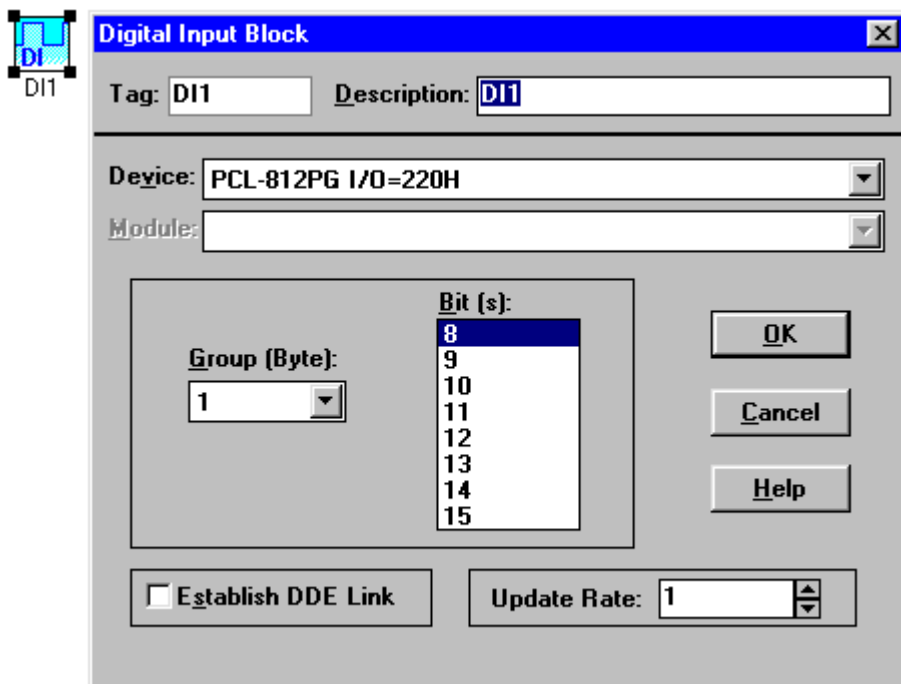 DI
DI1
Digital Input Block
Tag: DI1 Description: DI1
Device: PCL-812PG I/O=220H
Module:
Group (Byte):
1
Bit (s):
8
9
10
11
12
13
14
15
OK
Cancel
Help
Establish DDE Link
Update Rate: 1